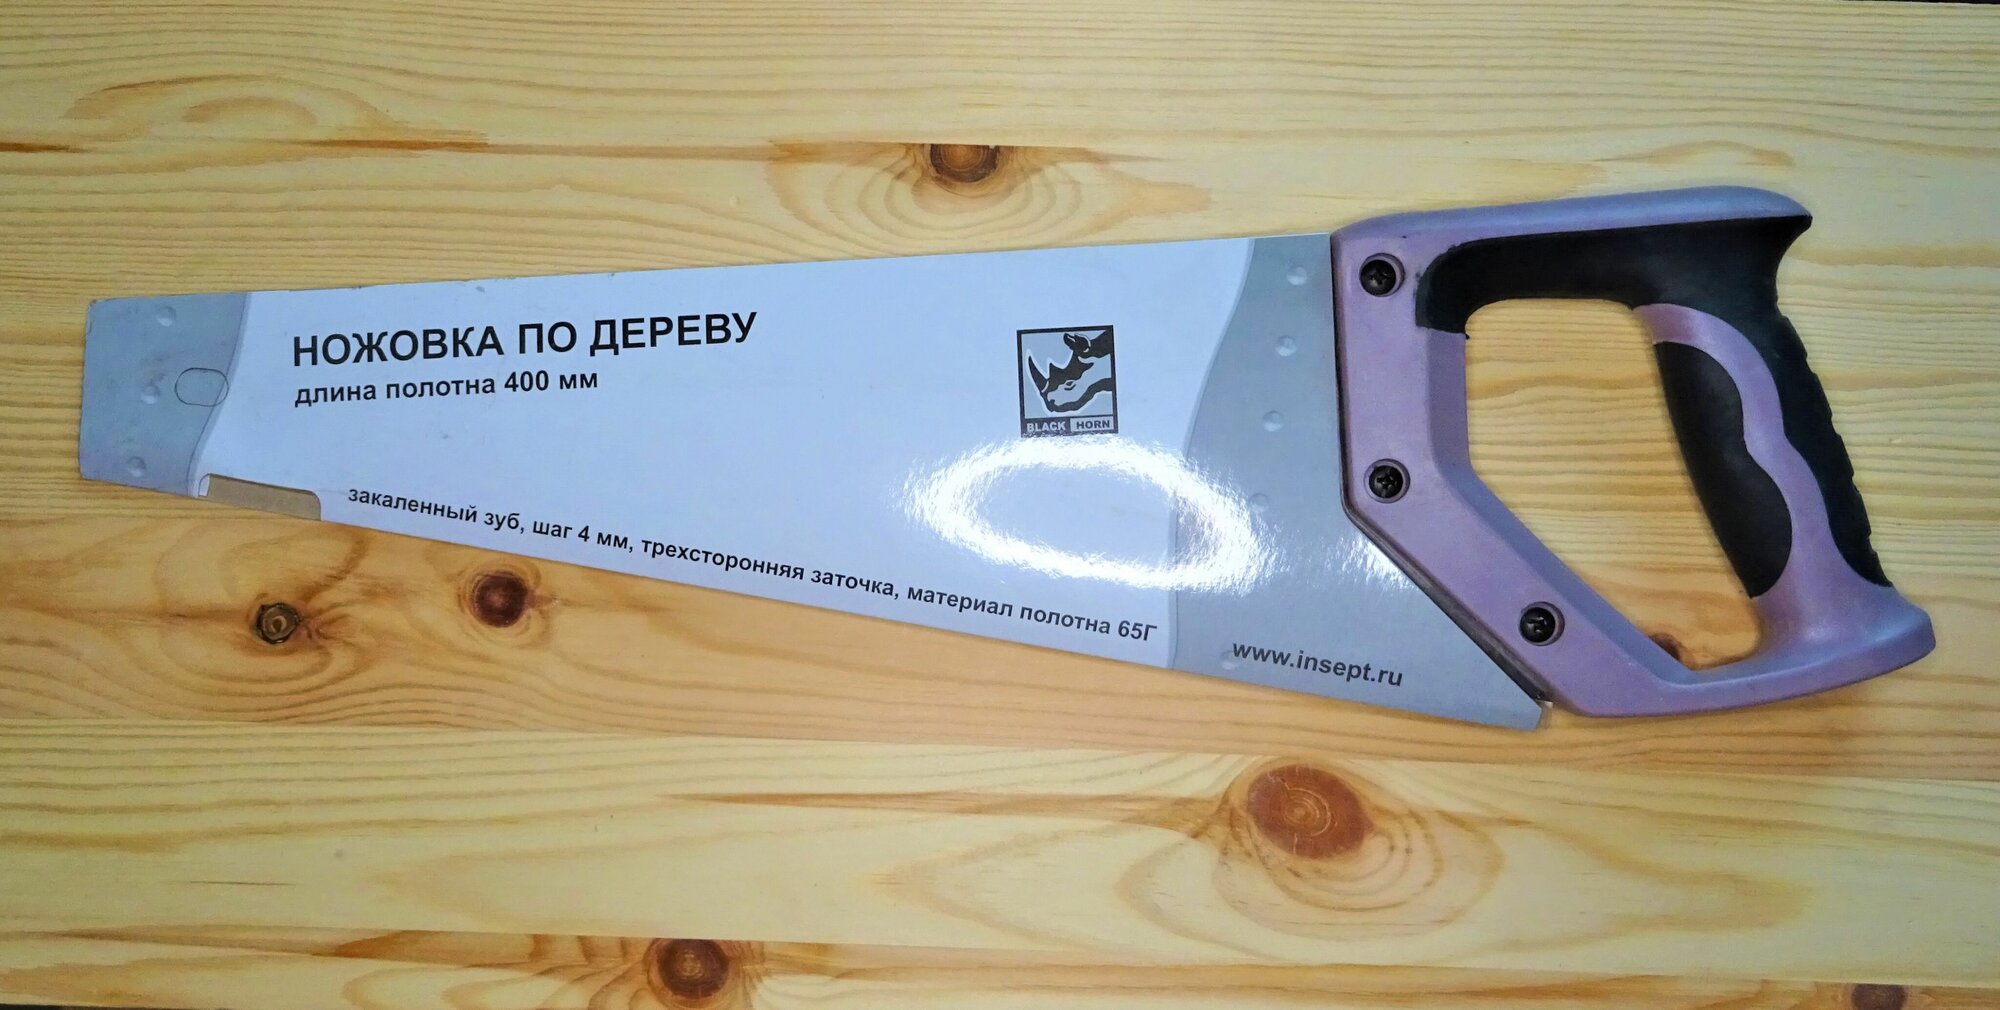 НОЖОВКА ПО ДЕРЕВУ
длина полотна 400 мм
BLACK HORN
закаленный зуб, шаг 4 мм, трехсторонняя заточка, материал полотна 65Г
www.insept.ru